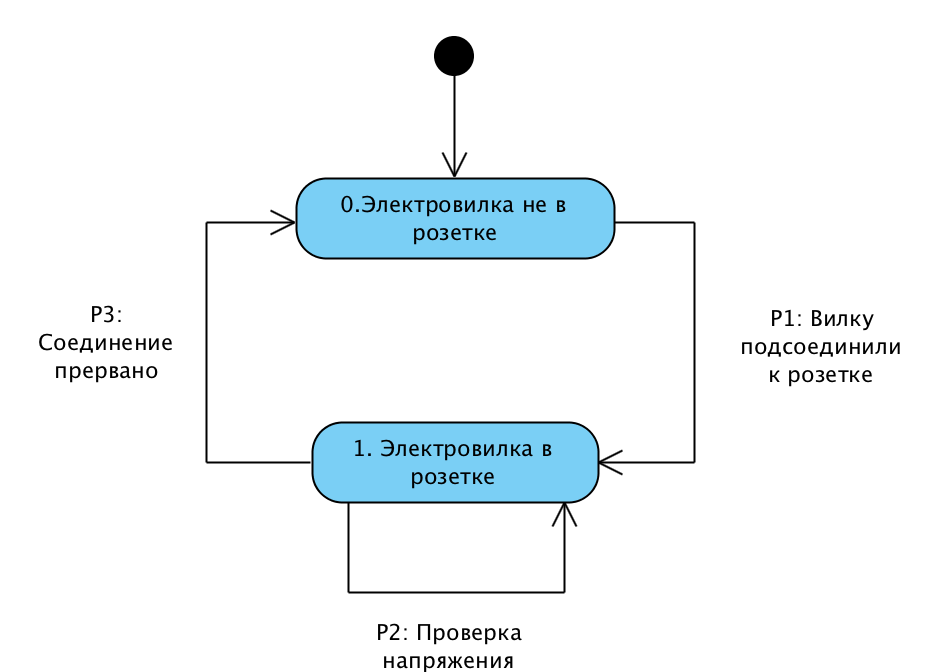 0.Электровилка не в
розетке
P3:
Соединение
прервано
P1: Вилку
подсоединили
к розетке
1. Электровилка в
розетке
P2: Проверка
напряжения